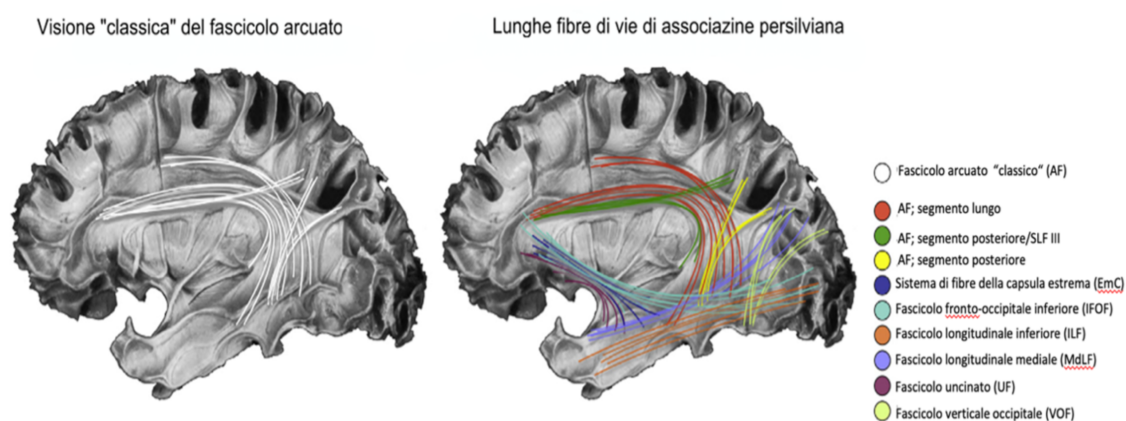 Visione "classica" del fascicolo arcuato
Lunghe fibre di vie di associazine persilviana
Fascicolo arcuato "classico" (AF)
AF; segmento lungo
AF; segmento posteriore/SLF III
AF; segmento posteriore
Sistema di fibre della capsula estrema (EmC)
Fascicolo fronto-occipitale inferiore (IFOF)
Fascicolo longitudinale inferiore (ILF)
Fascicolo longitudinale mediale (MdLF)
Fascicolo uncinato (UF)
Fascicolo verticale occipitale (VOF)